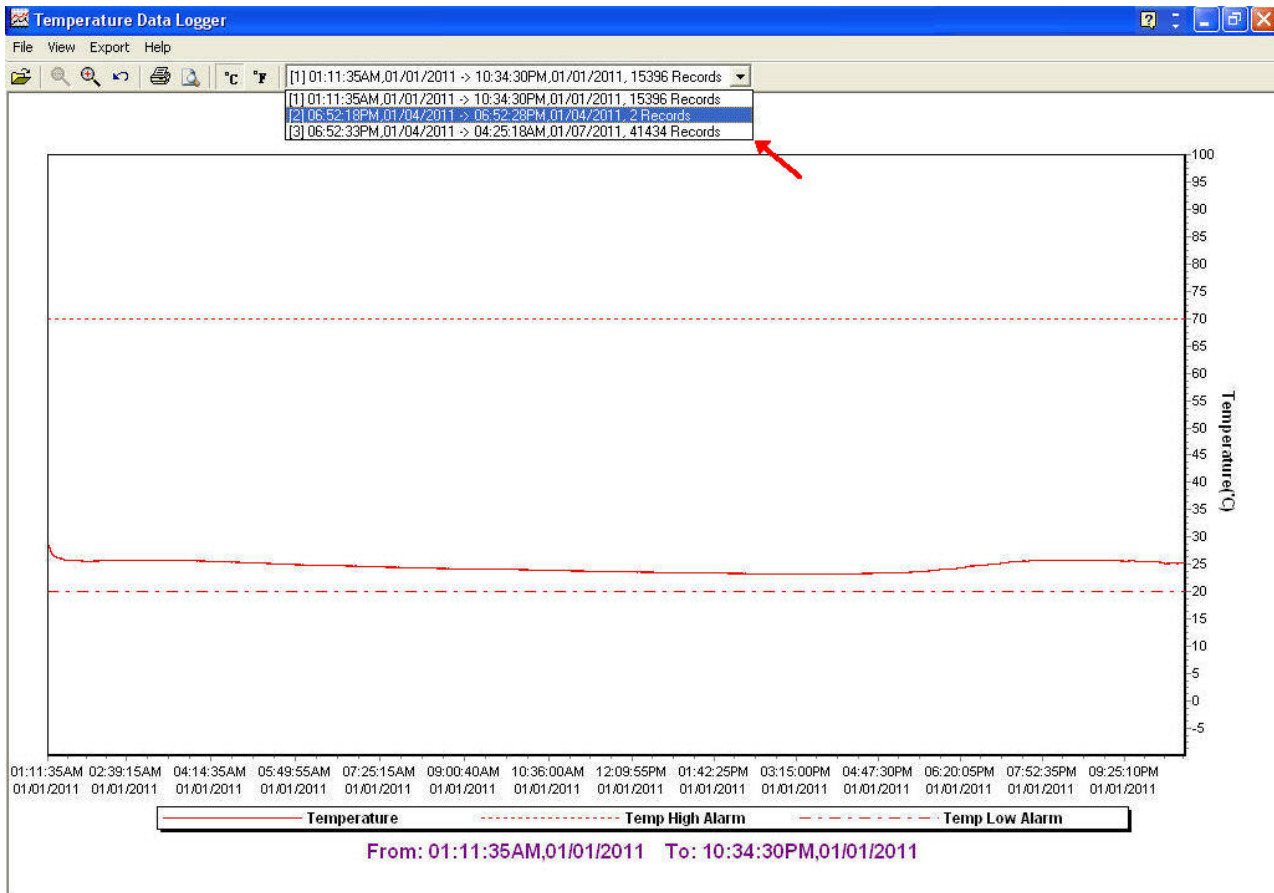 Temperature Data Logger
File View Export Help
°C °F [1] 01:11:35AM,01/01/2011 -> 10:34:30PM,01/01/2011, 15396 Records
[1] 01:11:35AM,01/01/2011 -> 10:34:30PM,01/01/2011, 15396 Records
[2] 06:52:18PM,01/04/2011 -> 06:52:28PM,01/04/2011, 2 Records
[3] 06:52:33PM,01/04/2011 -> 04:25:18AM,01/07/2011, 41434 Records
100
95
90
85
80
75
70
65
60
55
50
45
40
35
30
25
20
15
10
5
0
-5
Temperature(°C)
01:11:35AM 02:39:15AM 04:14:35AM 05:49:55AM 07:25:15AM 09:00:40AM 10:36:00AM 12:09:55PM 01:42:25PM 03:15:00PM 04:47:30PM 06:20:05PM 07:52:35PM 09:25:10PM
01/01/2011 01/01/2011 01/01/2011 01/01/2011 01/01/2011 01/01/2011 01/01/2011 01/01/2011 01/01/2011 01/01/2011 01/01/2011 01/01/2011 01/01/2011 01/01/2011
Temperature Temp High Alarm Temp Low Alarm
From: 01:11:35AM,01/01/2011 To: 10:34:30PM,01/01/2011